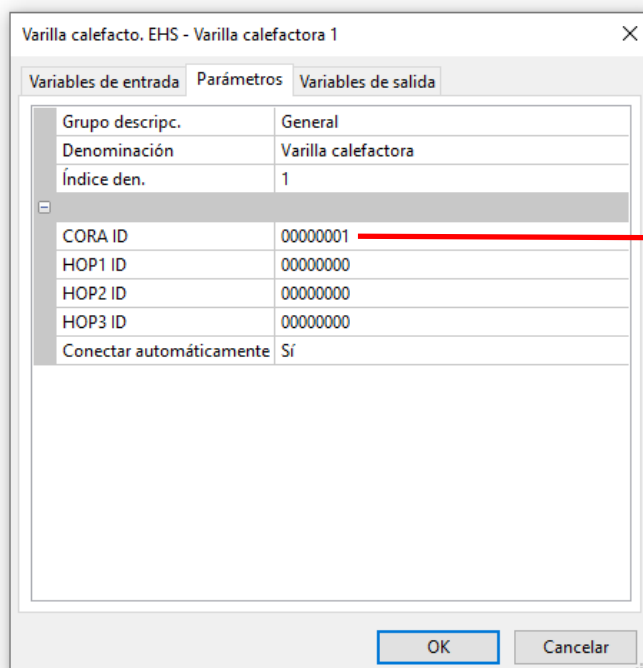 Varilla calefacto. EHS - Varilla calefactora 1
Variables de entrada Parámetros Variables de salida
Grupo descripc. General
Denominación Varilla calefactora
Índice den. 1
CORA ID 00000001
HOP1 ID 00000000
HOP2 ID 00000000
HOP3 ID 00000000
Conectar automáticamente Sí
OK Cancelar